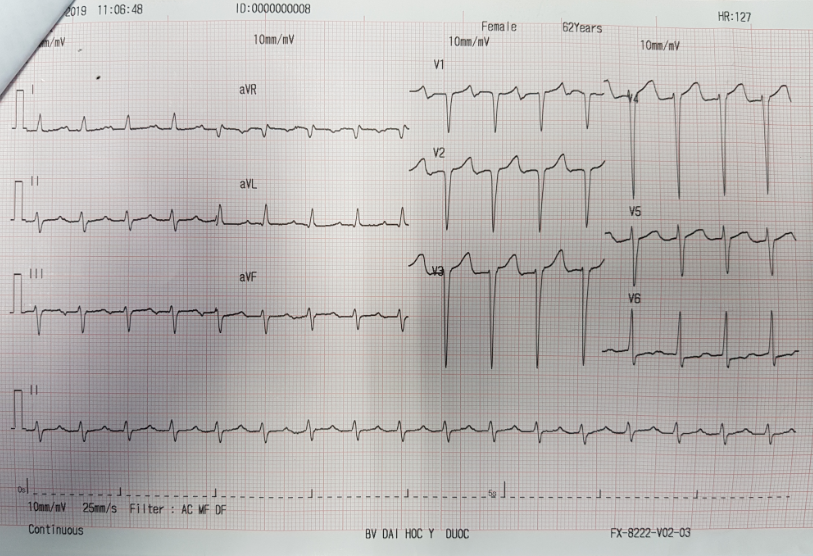 2019 11:06:48 ID:0000000008 HR:127
Female 62Years
m/mV 10mm/mV 10mm/mV 10mm/mV
I aVR V1 V4
II aVL V2 V5
III aVF V3 V6
II
0s 5s
10mm/mV 25mm/s Filter : AC MF DF
Continuous BV DAI HOC Y DUOC FX-8222-V02-03